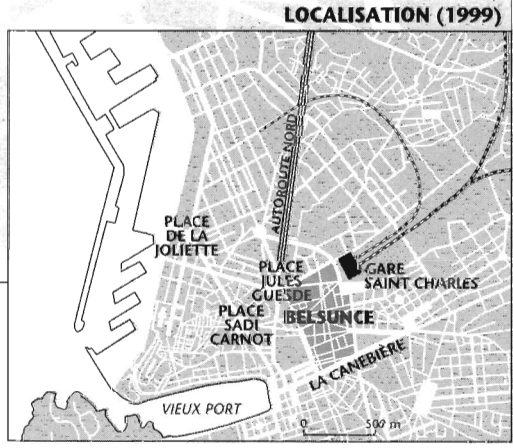 LOCALISATION (1999)
AUTOROUTE NORD
PLACE
DE LA
JOLIETTE
PLACE
JULES
GUESDE
GARE
SAINT CHARLES
PLACE
SADI
CARNOT
BELSUNCE
LA CANEBIÈRE
VIEUX PORT
0 500 m